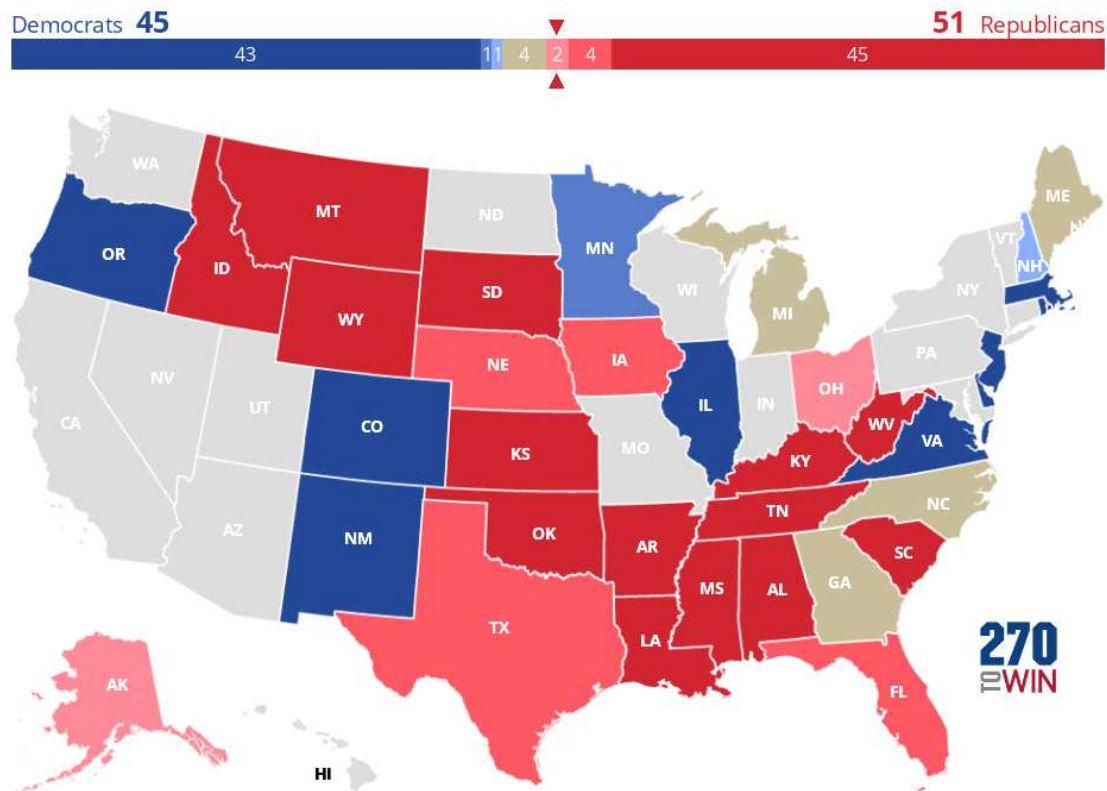 Democrats 45 51 Republicans
43 1 1 4 2 4 45
WA
MT
ND
ME
OR
ID
MN
VT
NH
SD
WI
NY
WY
MI
NE
IA
PA
NV
UT
OH
CA
CO
IL
IN
WV
VA
KS
MO
KY
AZ
NM
OK
TN
NC
AR
SC
MS
AL
GA
TX
LA
270
TO WIN
AK
FL
HI